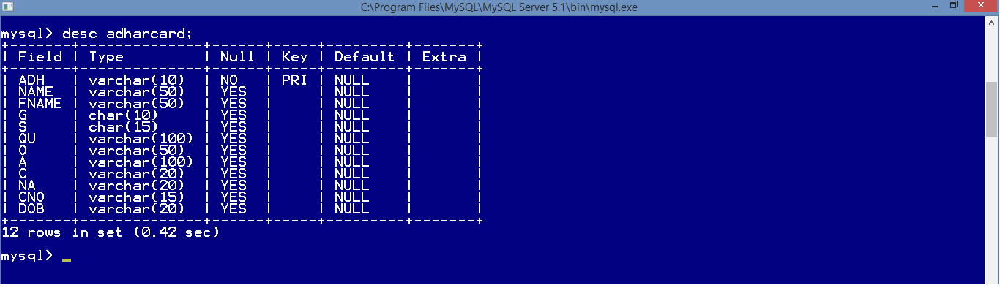 C:\Program Files\MySQL\MySQL Server 5.1\bin\mysql.exe
mysql> desc adharcard;
+-------+--------------+------+-----+---------+-------+
| Field | Type         | Null | Key | Default | Extra |
+-------+--------------+------+-----+---------+-------+
| ADH   | varchar(10)  | NO   | PRI | NULL    |       |
| NAME  | varchar(50)  | YES  |     | NULL    |       |
| FNAME | varchar(50)  | YES  |     | NULL    |       |
| G     | char(10)     | YES  |     | NULL    |       |
| S     | char(15)     | YES  |     | NULL    |       |
| QU    | varchar(100) | YES  |     | NULL    |       |
| O     | varchar(50)  | YES  |     | NULL    |       |
| A     | varchar(100) | YES  |     | NULL    |       |
| C     | varchar(20)  | YES  |     | NULL    |       |
| NA    | varchar(20)  | YES  |     | NULL    |       |
| CNO   | varchar(15)  | YES  |     | NULL    |       |
| DOB   | varchar(20)  | YES  |     | NULL    |       |
+-------+--------------+------+-----+---------+-------+
12 rows in set (0.42 sec)
mysql> _